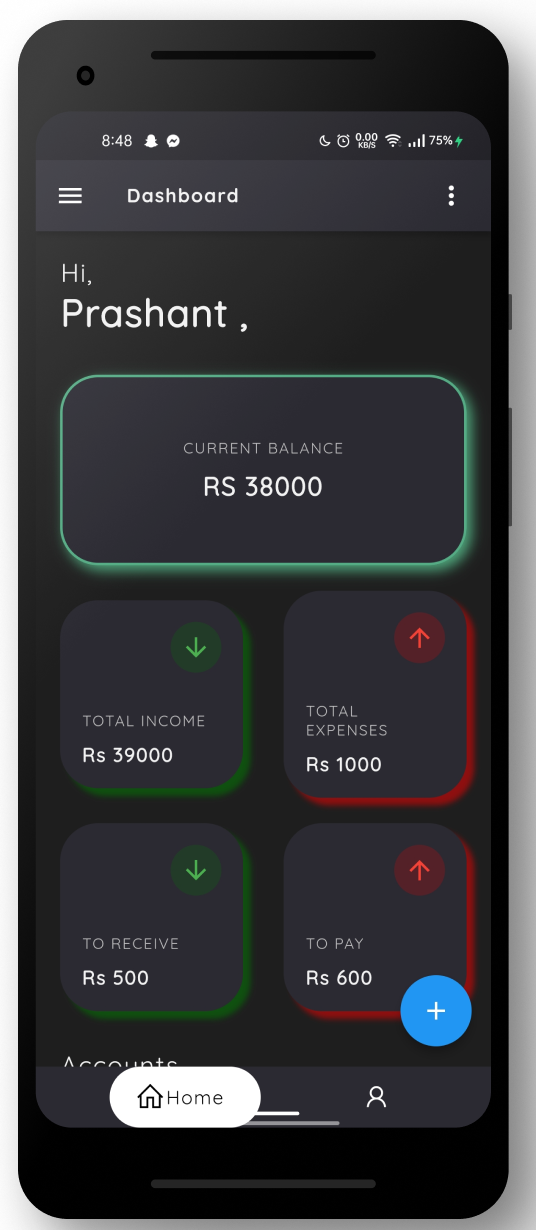 8:48
0.00
KB/S
75%
Dashboard
Hi,
Prashant ,
CURRENT BALANCE
RS 38000
TOTAL INCOME
Rs 39000
TOTAL
EXPENSES
Rs 1000
TO RECEIVE
Rs 500
TO PAY
Rs 600
+
Accounts
Home